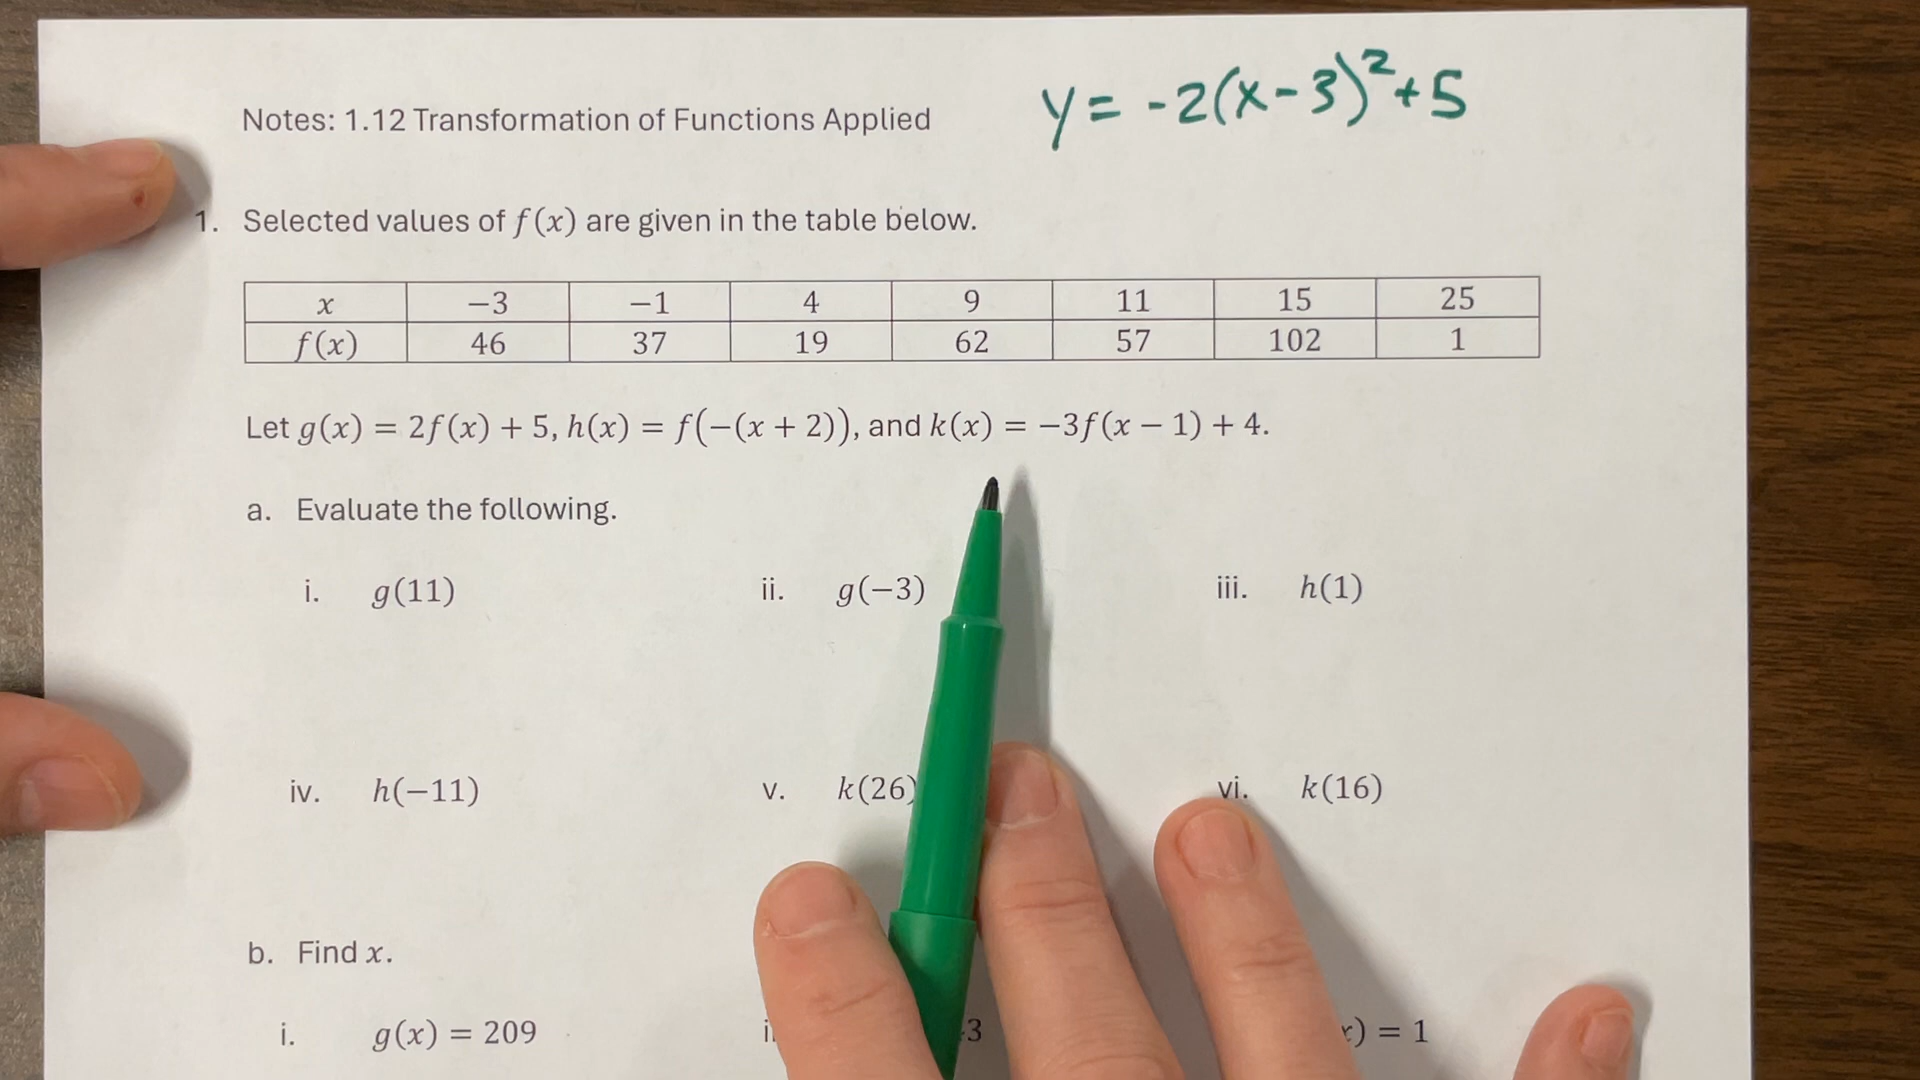 y = -2(x-3)²+5
Notes: 1.12 Transformation of Functions Applied
1. Selected values of f(x) are given in the table below.
x −3 −1 4 9 11 15 25
f(x) 46 37 19 62 57 102 1
Let g(x) = 2f(x) + 5, h(x) = f(−(x + 2)), and k(x) = −3f(x − 1) + 4.
a. Evaluate the following.
i. g(11) ii. g(−3) iii. h(1)
iv. h(−11) v. k(26) vi. k(16)
b. Find x.
i. g(x) = 209 3 ) = 1